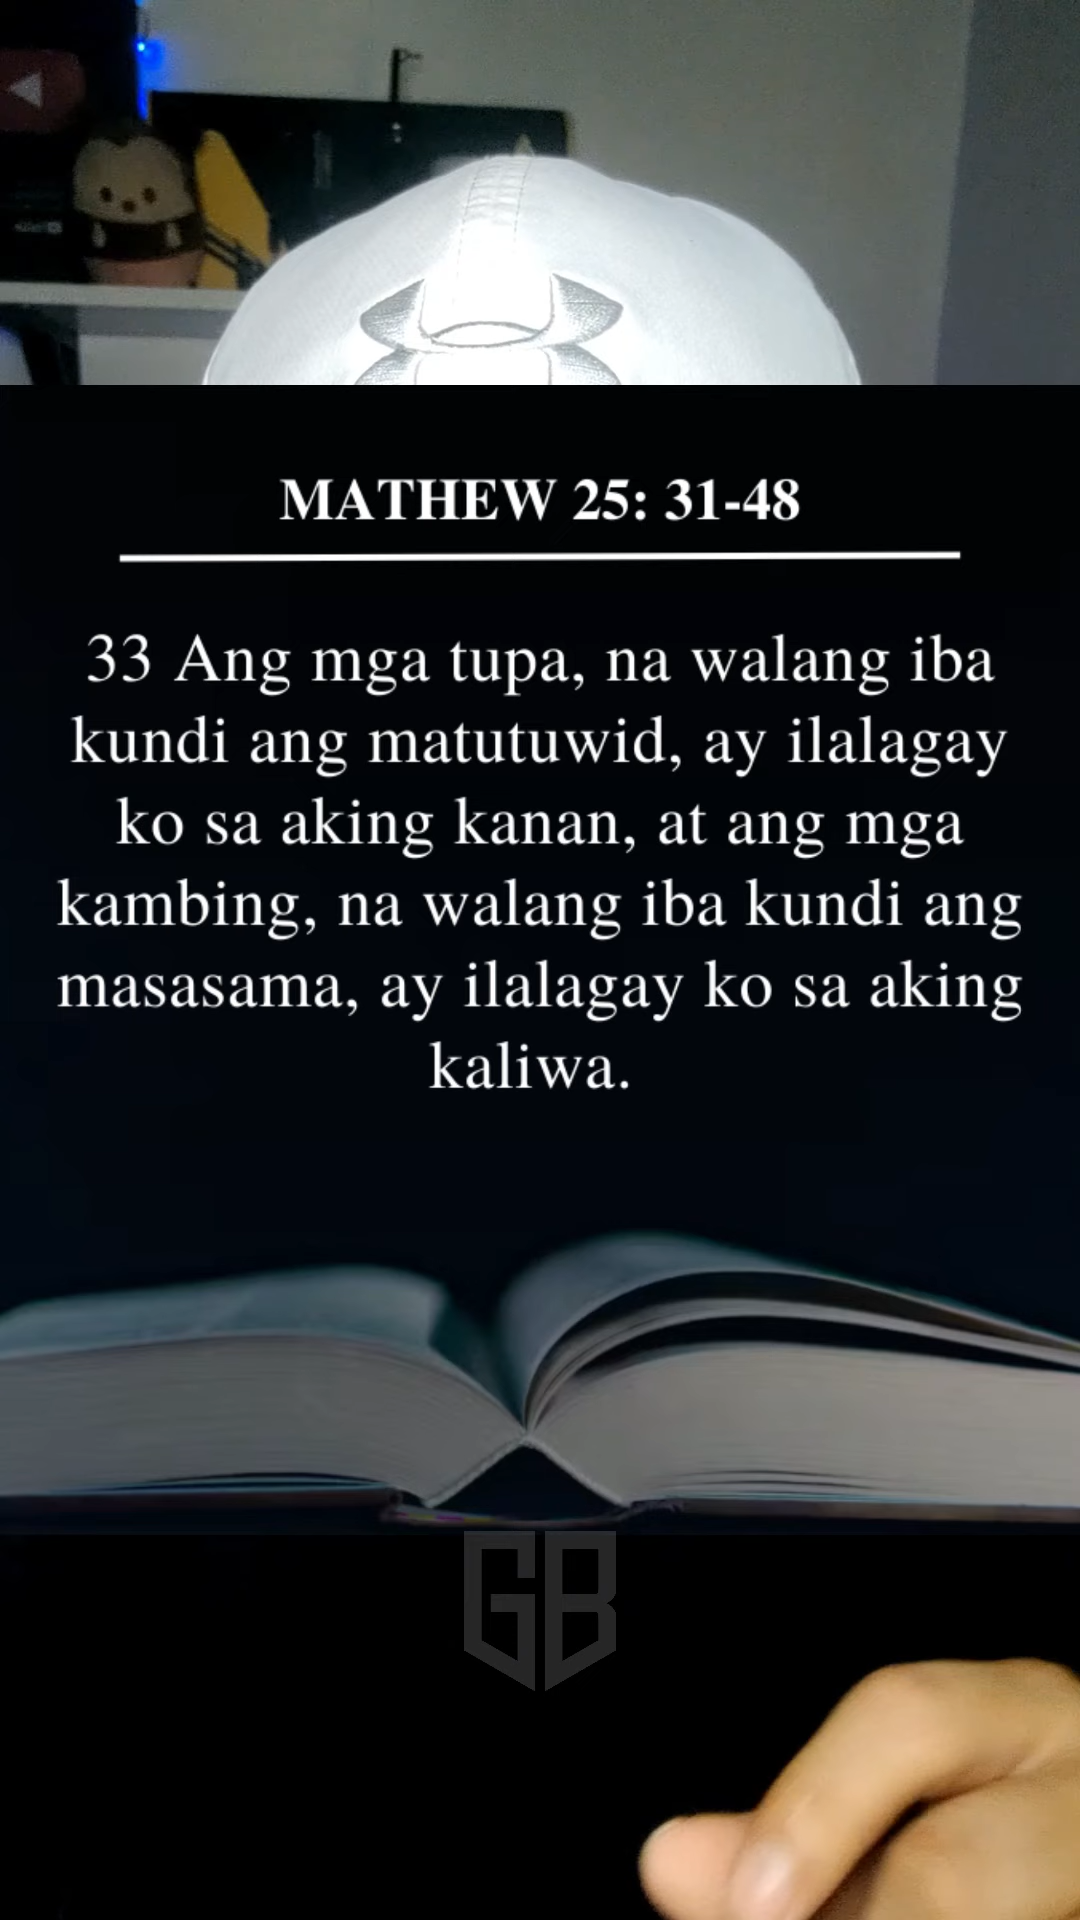 MATHEW 25: 31-48
33 Ang mga tupa, na walang iba
kundi ang matutuwid, ay ilalagay
ko sa aking kanan, at ang mga
kambing, na walang iba kundi ang
masasama, ay ilalagay ko sa aking
kaliwa.
GB